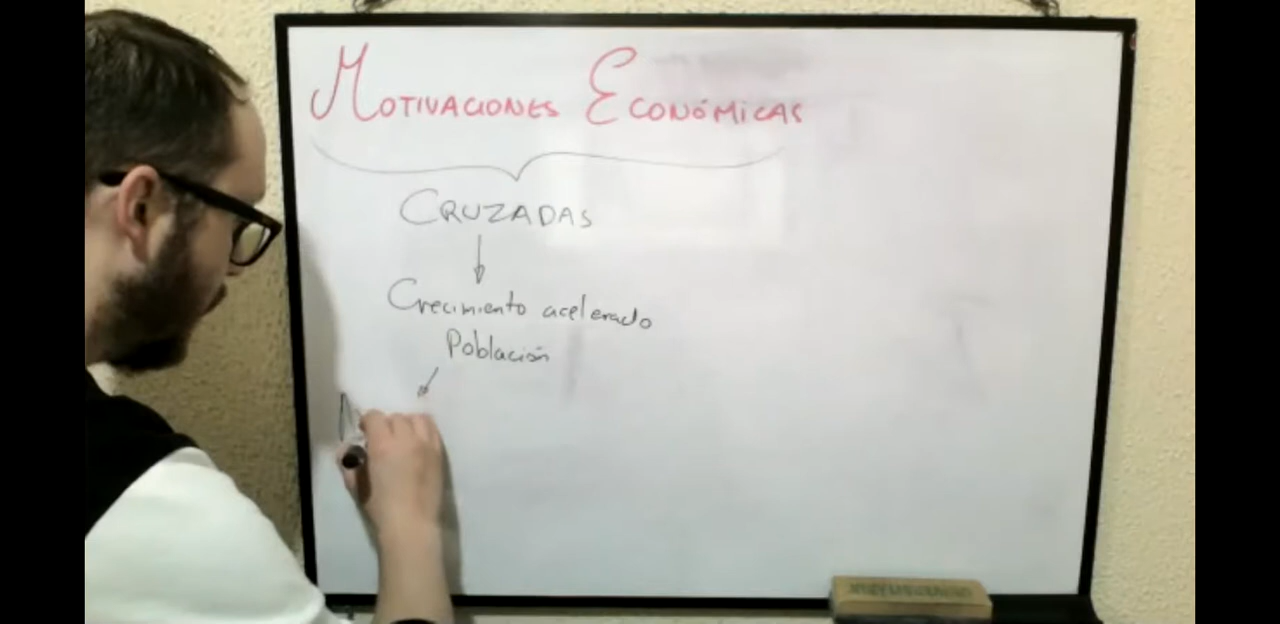 MOTIVACIONES ECONÓMICAS
CRUZADAS
Crecimiento acelerado
Población